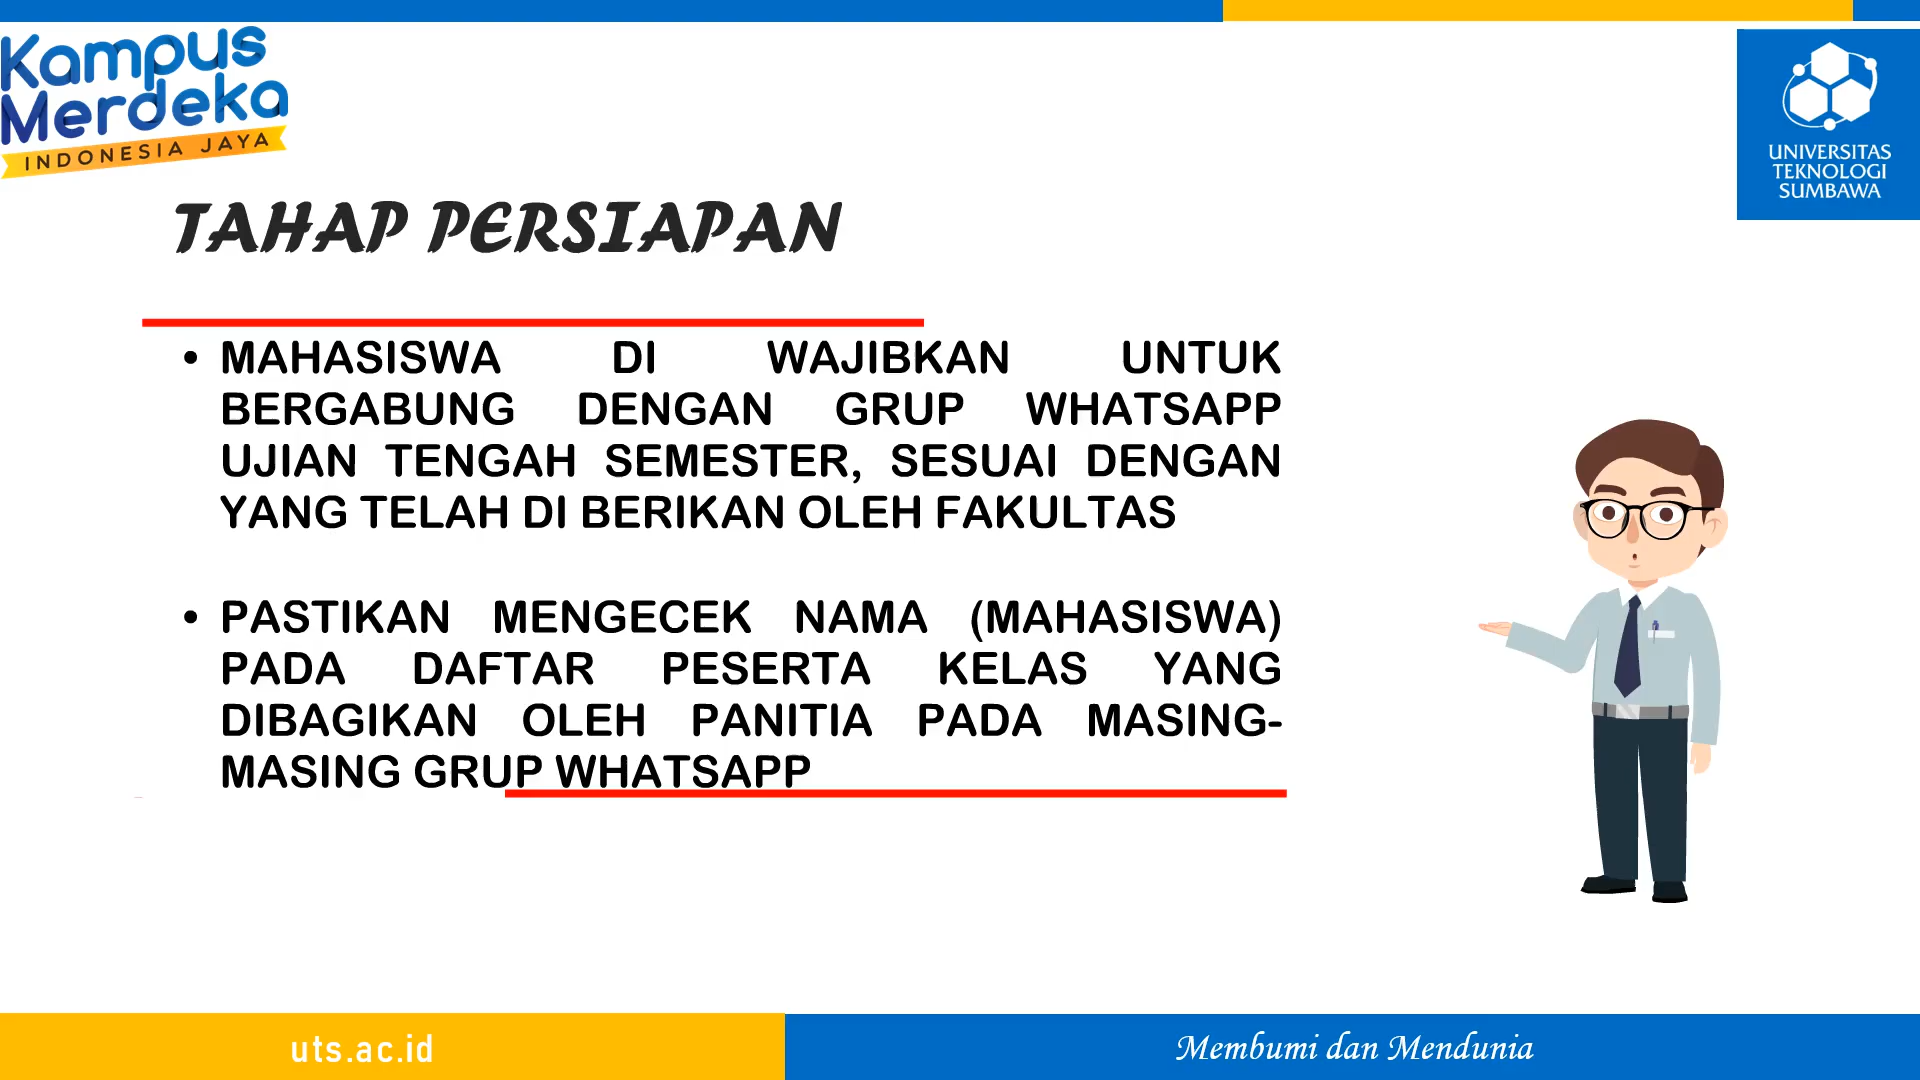 Kampus
Merdeka
INDONESIA JAYA
UNIVERSITAS
TEKNOLOGI
SUMBAWA
TAHAP PERSIAPAN
• MAHASISWA DI WAJIBKAN UNTUK
BERGABUNG DENGAN GRUP WHATSAPP
UJIAN TENGAH SEMESTER, SESUAI DENGAN
YANG TELAH DI BERIKAN OLEH FAKULTAS
• PASTIKAN MENGECEK NAMA (MAHASISWA)
PADA DAFTAR PESERTA KELAS YANG
DIBAGIKAN OLEH PANITIA PADA MASING-
MASING GRUP WHATSAPP
uts.ac.id
Membumi dan Mendunia